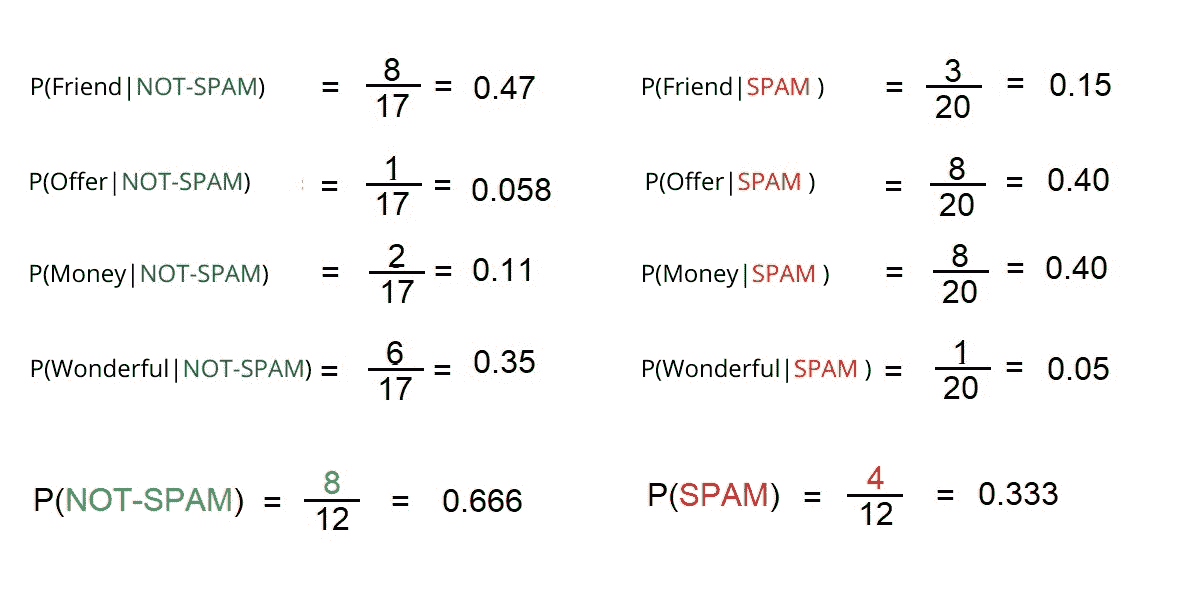 P(Friend|NOT-SPAM) = 8/17 = 0.47
P(Friend|SPAM ) = 3/20 = 0.15
P(Offer|NOT-SPAM) = 1/17 = 0.058
P(Offer|SPAM ) = 8/20 = 0.40
P(Money|NOT-SPAM) = 2/17 = 0.11
P(Money|SPAM ) = 8/20 = 0.40
P(Wonderful|NOT-SPAM) = 6/17 = 0.35
P(Wonderful|SPAM ) = 1/20 = 0.05
P(NOT-SPAM) = 8/12 = 0.666
P(SPAM) = 4/12 = 0.333